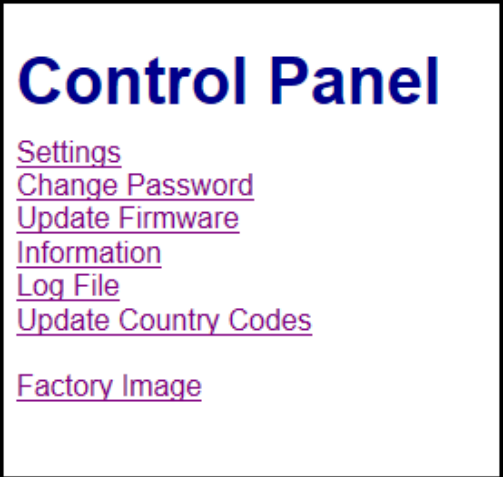 Control Panel
Settings
Change Password
Update Firmware
Information
Log File
Update Country Codes
Factory Image